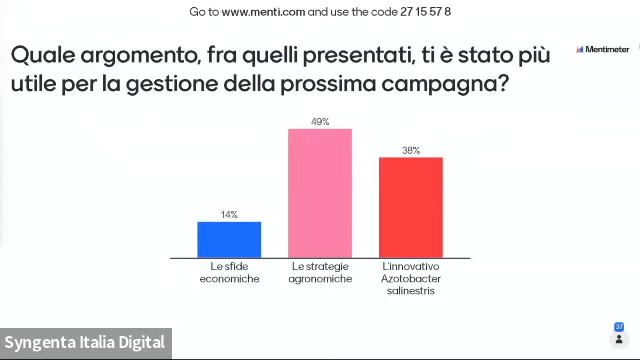 Go to www.menti.com and use the code 27 15 57 8
Quale argomento, fra quelli presentati, ti è stato più
utile per la gestione della prossima campagna?
Mentimeter
14%
49%
38%
Le sfide
economiche
Le strategie
agronomiche
L'innovativo
Azotobacter
salinestris
37
Syngenta Italia Digital